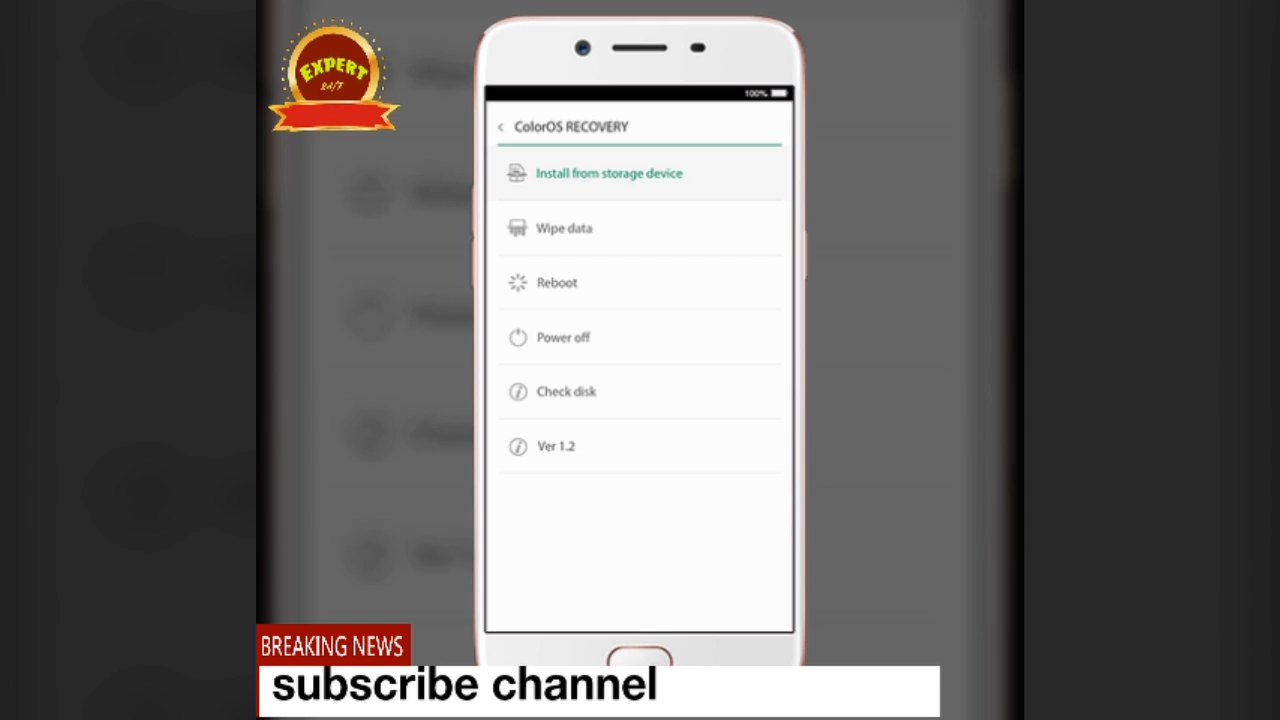 EXPERT
24/7
100%
ColorOS RECOVERY
Install from storage device
Wipe data
Reboot
Power off
Check disk
Ver 1.2
BREAKING NEWS
subscribe channel